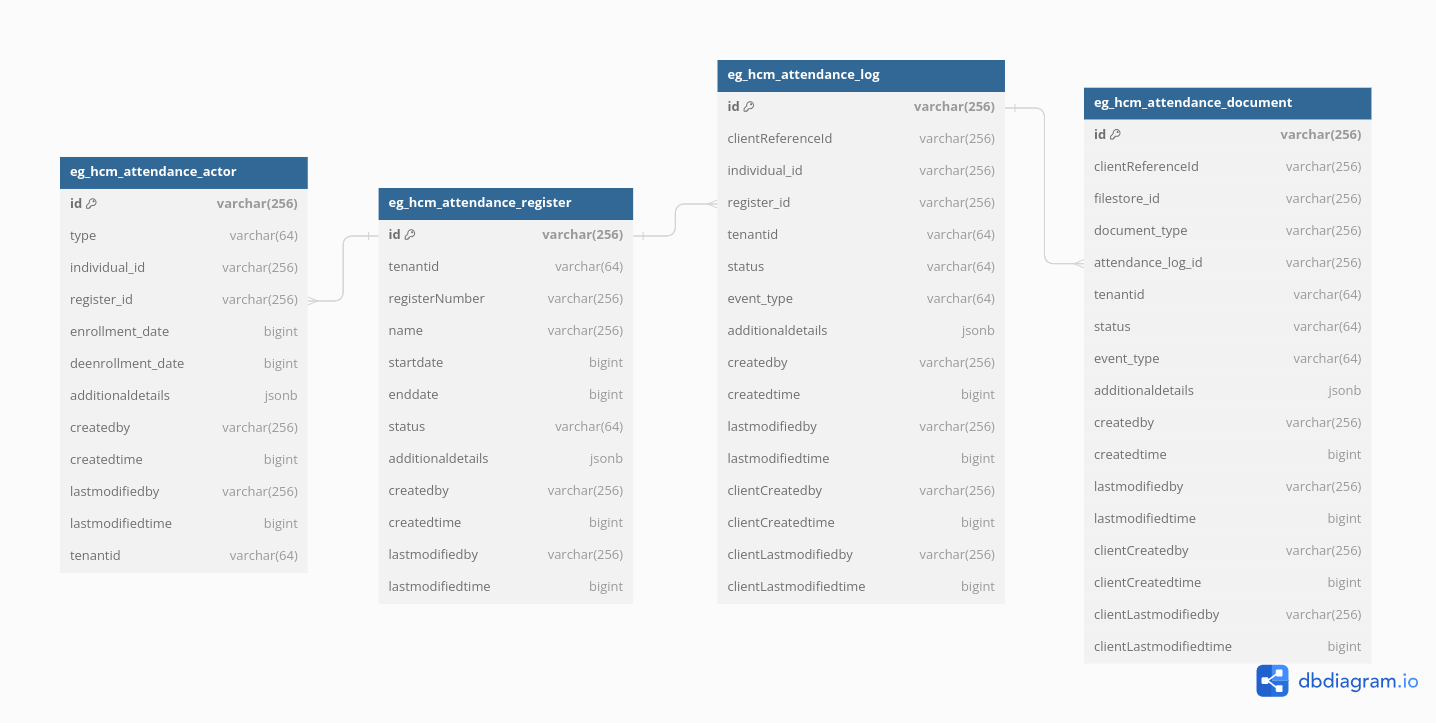 eg_hcm_attendance_actor
id varchar(256)
type varchar(64)
individual_id varchar(256)
register_id varchar(256)
enrollment_date bigint
deenrollment_date bigint
additionaldetails jsonb
createdby varchar(256)
createdtime bigint
lastmodifiedby varchar(256)
lastmodifiedtime bigint
tenantid varchar(64)
eg_hcm_attendance_register
id varchar(256)
tenantid varchar(64)
registerNumber varchar(256)
name varchar(256)
startdate bigint
enddate bigint
status varchar(64)
additionaldetails jsonb
createdby varchar(256)
createdtime bigint
lastmodifiedby varchar(256)
lastmodifiedtime bigint
eg_hcm_attendance_log
id varchar(256)
clientReferenceId varchar(256)
individual_id varchar(256)
register_id varchar(256)
tenantid varchar(64)
status varchar(64)
event_type varchar(64)
additionaldetails jsonb
createdby varchar(256)
createdtime bigint
lastmodifiedby varchar(256)
lastmodifiedtime bigint
clientCreatedby varchar(256)
clientCreatedtime bigint
clientLastmodifiedby varchar(256)
clientLastmodifiedtime bigint
eg_hcm_attendance_document
id varchar(256)
clientReferenceId varchar(256)
filestore_id varchar(256)
document_type varchar(256)
attendance_log_id varchar(256)
tenantid varchar(64)
status varchar(64)
event_type varchar(64)
additionaldetails jsonb
createdby varchar(256)
createdtime bigint
lastmodifiedby varchar(256)
lastmodifiedtime bigint
clientCreatedby varchar(256)
clientCreatedtime bigint
clientLastmodifiedby varchar(256)
clientLastmodifiedtime bigint
dbdiagram.io